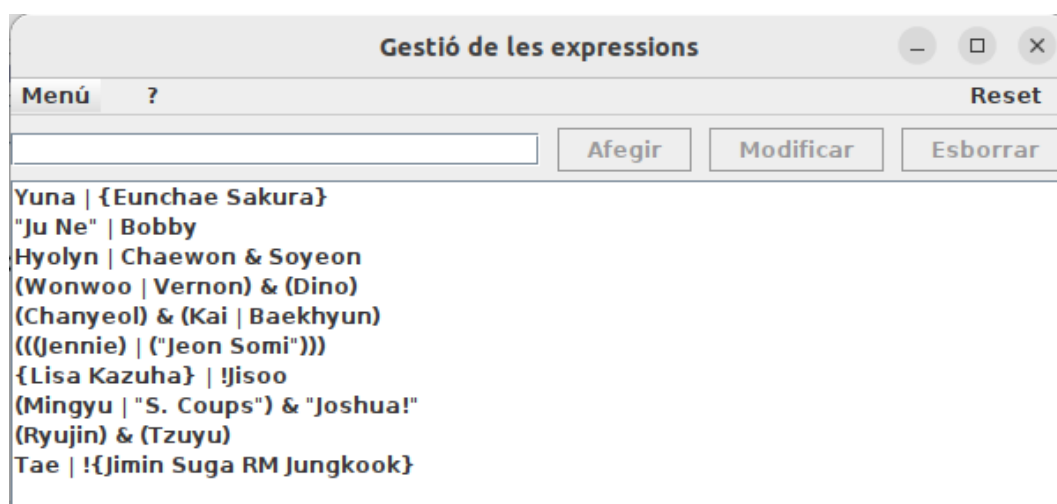 Gestió de les expressions
Menú ? Reset
Afegir Modificar Esborrar
Yuna | {Eunchae Sakura}
"Ju Ne" | Bobby
Hyolyn | Chaewon & Soyeon
(Wonwoo | Vernon) & (Dino)
(Chanyeol) & (Kai | Baekhyun)
(((Jennie) | ("Jeon Somi")))
{Lisa Kazuha} | !Jisoo
(Mingyu | "S. Coups") & "Joshua!"
(Ryujin) & (Tzuyu)
Tae | !{Jimin Suga RM Jungkook}